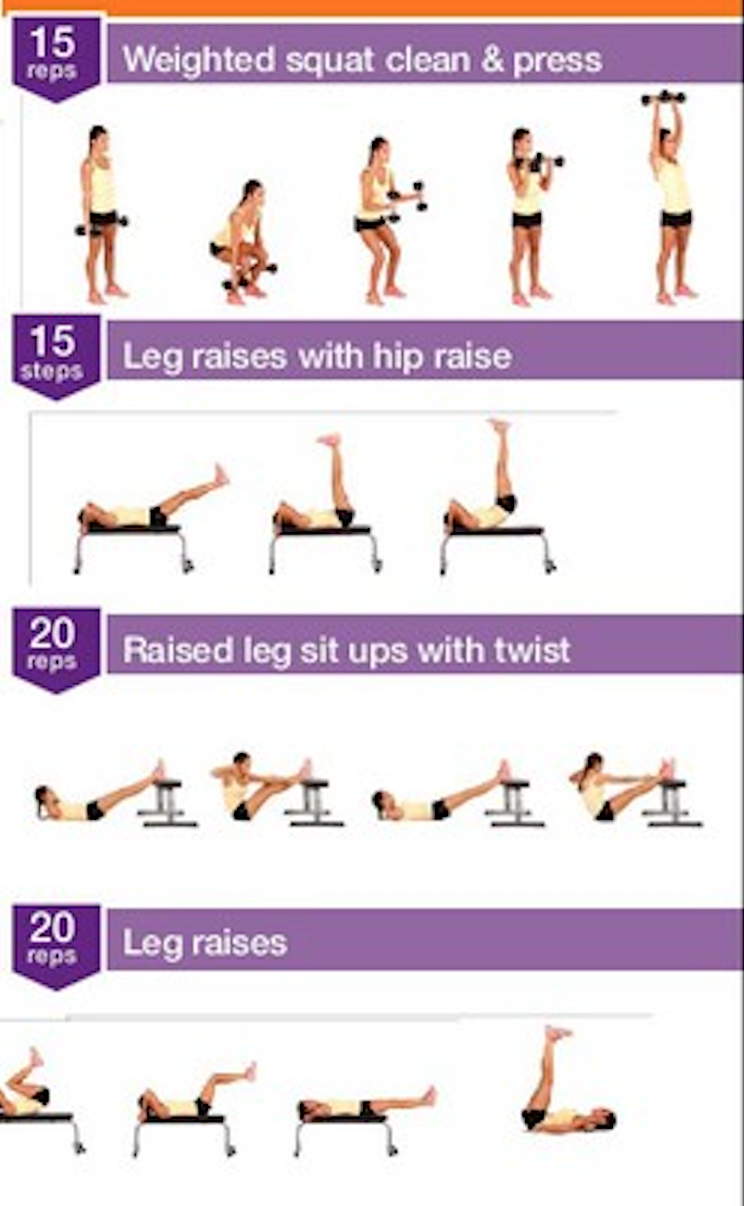 15
reps
Weighted squat clean & press
15
steps
Leg raises with hip raise
20
reps
Raised leg sit ups with twist
20
reps
Leg raises